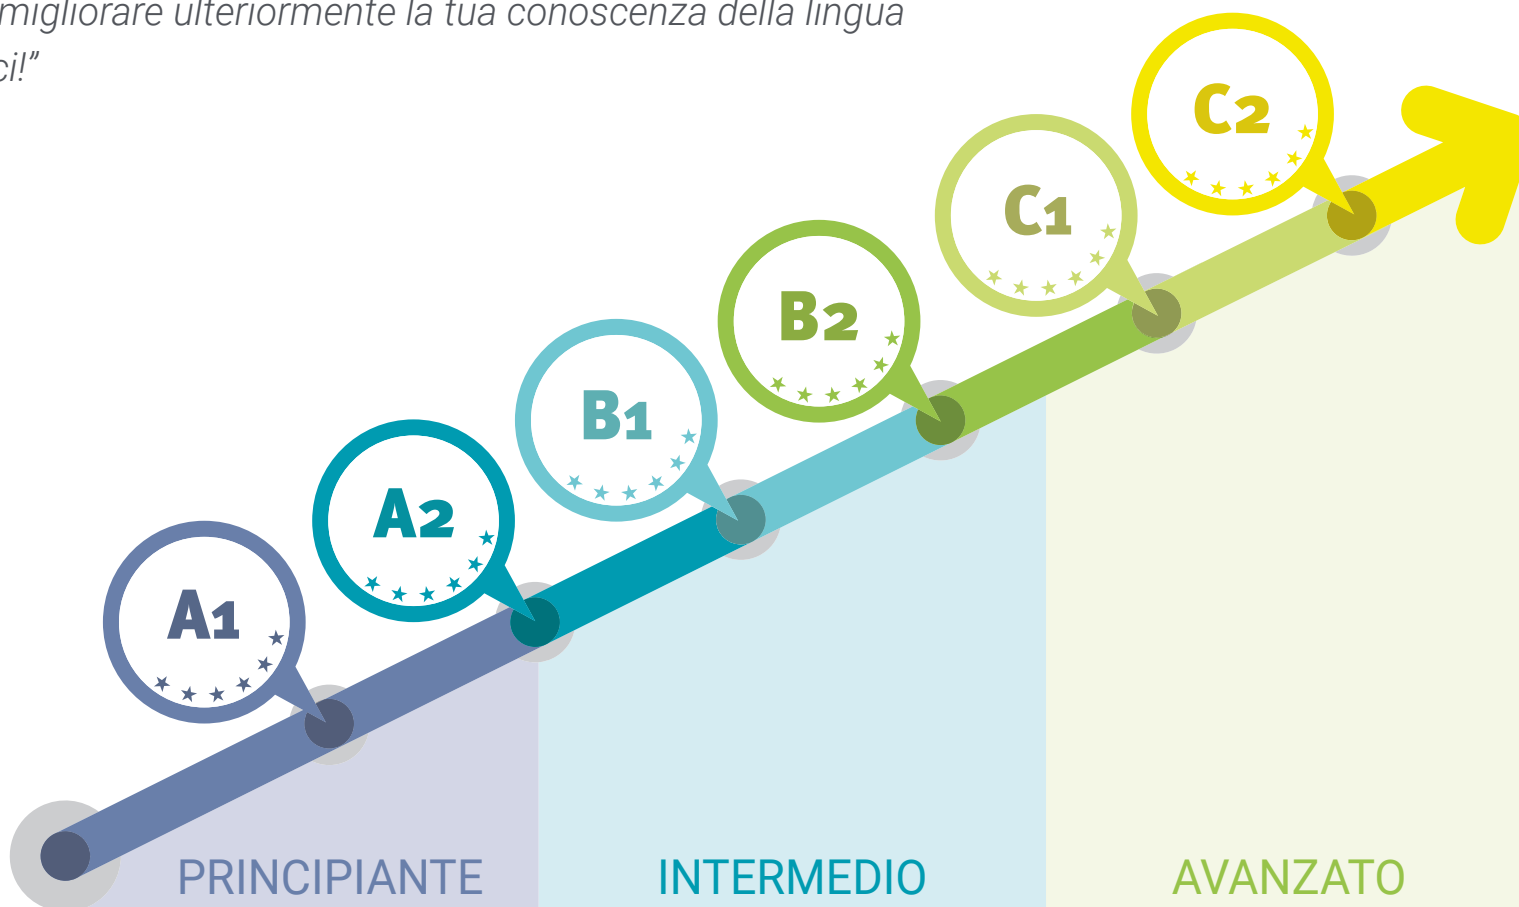 migliorare ulteriormente la tua conoscenza della lingua
ci!”
C2
C1
B2
B1
A2
A1
PRINCIPIANTE INTERMEDIO AVANZATO